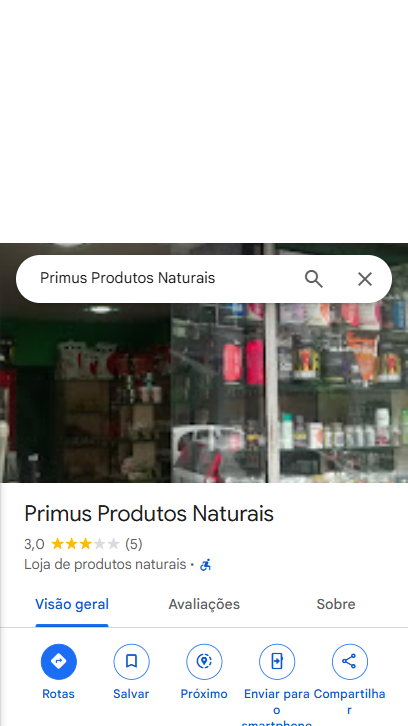 Primus Produtos Naturais
Primus Produtos Naturais
3,0 (5)
Loja de produtos naturais ·
Visão geral Avaliações Sobre
Rotas Salvar Próximo Enviar para o smartphone Compartilhar